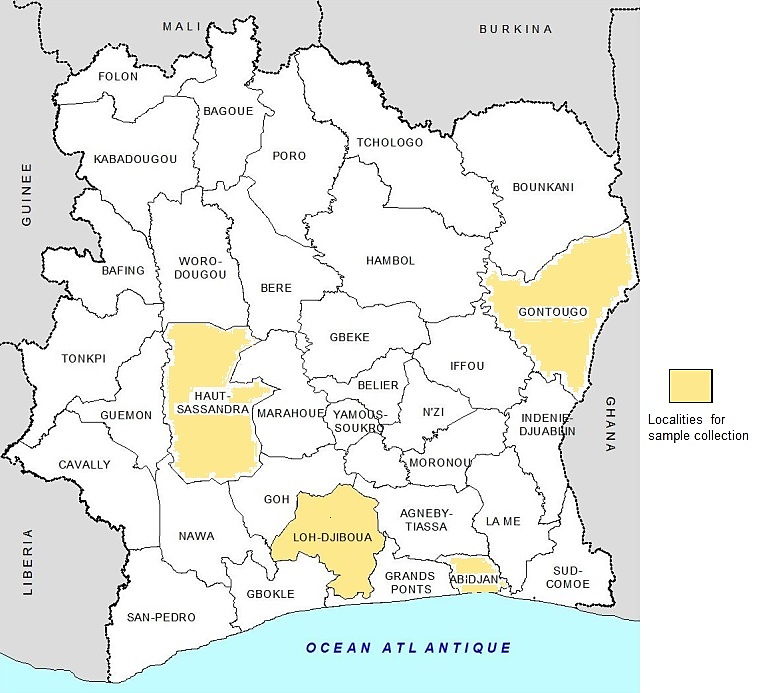 MALI
BURKINA
FOLON
BAGOUE
TCHOLOGO
KABADOUGOU
PORO
GUINEE
BOUNKANI
WORO-
DOUGOU
BAFING
HAMBOL
BERE
GONTOUGO
GBEKE
TONKPI
IFFOU
BELIER
HAUT-
SASSANDRA
GUEMON
MARAHOUE
YAMOUS-
SOUKRO
N'ZI
INDENIE-
DJUABLIN
GHANA
Localities for
sample collection
CAVALLY
MORONOU
GOH
AGNEBY-
TIASSA
LA ME
NAWA
LOH-DJIBOUA
LIBERIA
GRANDS
PONTS
ABIDJAN
SUD-
COMOE
GBOKLE
SAN-PEDRO
OCEAN ATLANTIQUE